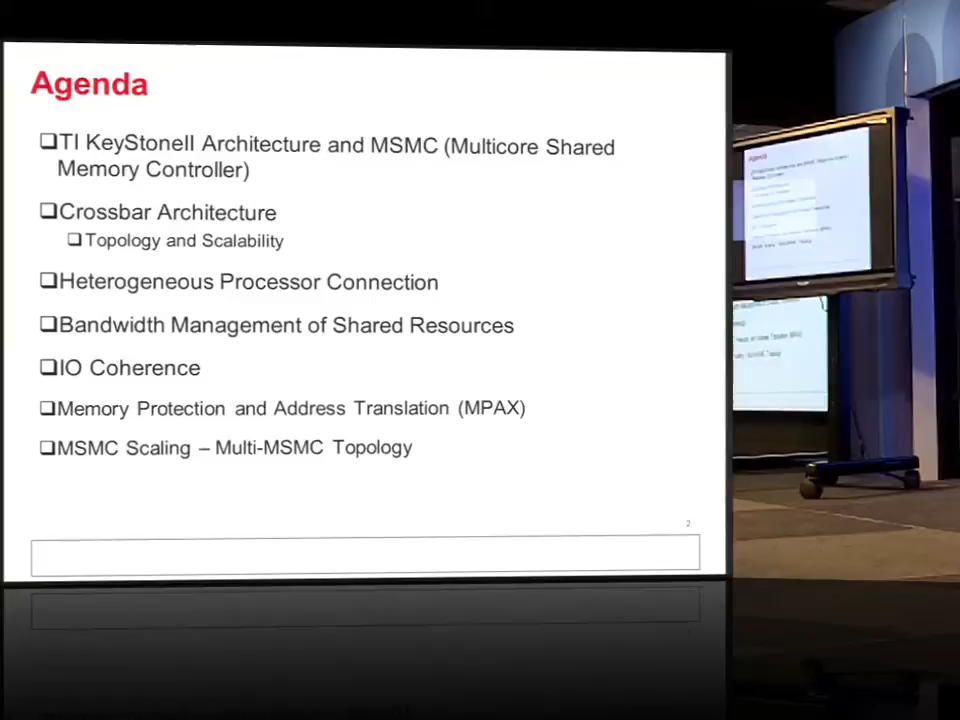 Agenda
❑TI KeyStoneII Architecture and MSMC (Multicore Shared
Memory Controller)
❑Crossbar Architecture
❑Topology and Scalability
❑Heterogeneous Processor Connection
❑Bandwidth Management of Shared Resources
❑IO Coherence
❑Memory Protection and Address Translation (MPAX)
❑MSMC Scaling – Multi-MSMC Topology
2
Agenda